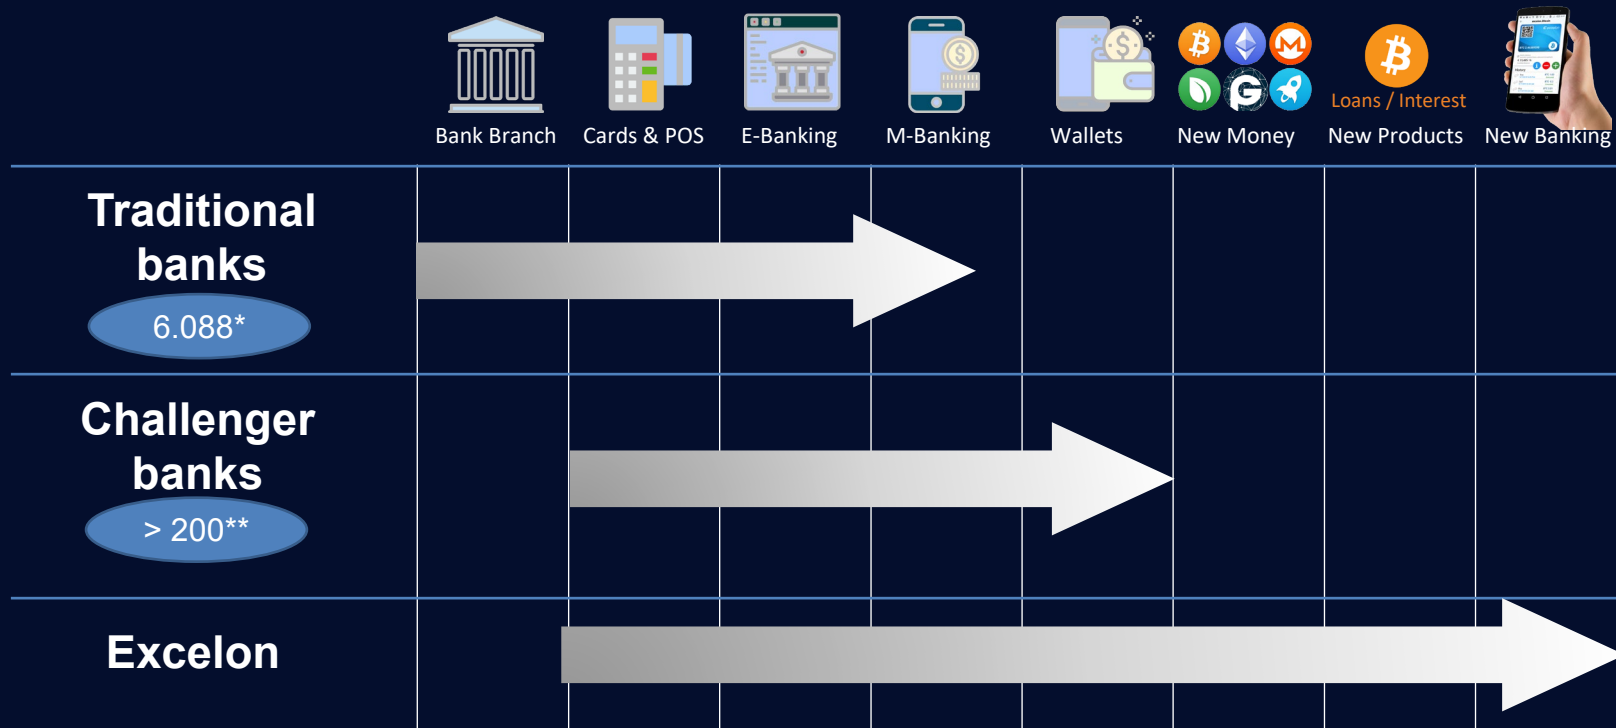 Loans / Interest
Bank Branch Cards & POS E-Banking M-Banking Wallets New Money New Products New Banking
Traditional
banks
6.088*
Challenger
banks
> 200**
Excelon